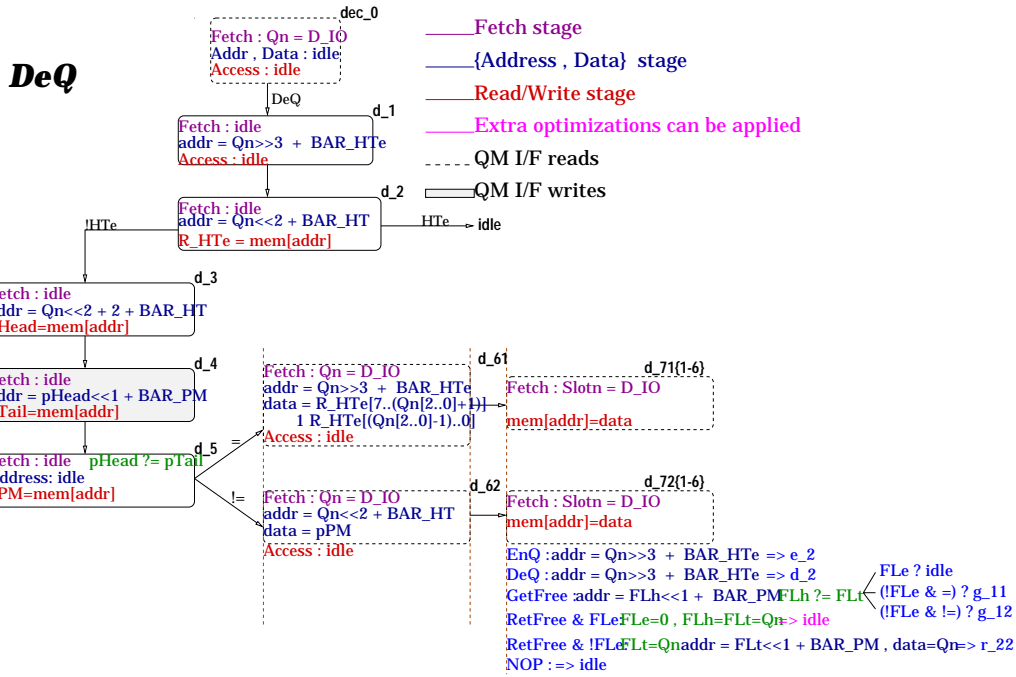 DeQ
dec_0
Fetch : Qn = D_IO
Addr , Data : idle
Access : idle
DeQ
d_1
Fetch : idle
addr = Qn>>3 + BAR_HTe
Access : idle
d_2
Fetch : idle
addr = Qn<<2 + BAR_HT
R_HTe = mem[addr]
!HTe
HTe
idle
Fetch stage
{Address , Data} stage
Read/Write stage
Extra optimizations can be applied
QM I/F reads
QM I/F writes
d_3
etch : idle
ddr = Qn<<2 + 2 + BAR_HT
Head=mem[addr]
d_4
etch : idle
ddr = pHead<<1 + BAR_PM
Tail=mem[addr]
d_5
etch : idle pHead ?= pTail
ddress: idle
PM=mem[addr]
=
!=
d_61
Fetch : Qn = D_IO
addr = Qn>>3 + BAR_HTe
data = R_HTe[7..(Qn[2..0]+1)]
1 R_HTe[(Qn[2..0]-1)..0]
Access : idle
d_62
Fetch : Qn = D_IO
addr = Qn<<2 + BAR_HT
data = pPM
Access : idle
d_71{1-6}
Fetch : Slotn = D_IO
mem[addr]=data
d_72{1-6}
Fetch : Slotn = D_IO
mem[addr]=data
EnQ : addr = Qn>>3 + BAR_HTe => e_2
DeQ : addr = Qn>>3 + BAR_HTe => d_2
GetFree : addr = FLh<<1 + BAR_PM FLh ?= FLt
FLe ? idle
(!FLe & =) ? g_11
(!FLe & !=) ? g_12
RetFree & FLe: FLe=0 , FLh=FLt=Qn => idle
RetFree & !FLe: FLt=Qn addr = FLt<<1 + BAR_PM , data=Qn => r_22
NOP : => idle